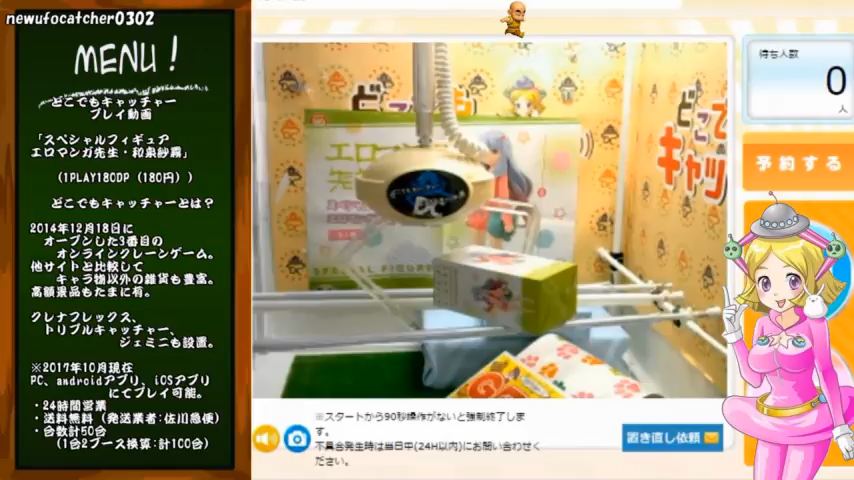 newufocatcher0302
MENU!
どこでもキャッチャー
プレイ動画
「スペシャルフィギュア
エロマンガ先生・和泉紗霧」
(1PLAY180DP (180円))
どこでもキャッチャーとは?
2014年12月18日に
オープンした3番目の
オンラインクレーンゲーム。
他サイトと比較して
キャラ物以外の雑貨も豊富。
高額景品もたまに有。
クレナフレックス、
トリプルキャッチャー、
ジェミニも設置。
※2017年10月現在
PC、androidアプリ、iOSアプリ
にてプレイ可能。
・24時間営業
・送料無料 (発送業者:佐川急便)
・台数計50台
(1台2ブース換算:計100台)
エロマ
先生
どこで
キャッ
※スタートから90秒操作がないと強制終了しま
す。
不具合発生時は当日中(24H以内)にお問い合わせく
ださい。
置き直し依頼
待ち人数
0
人
予約する